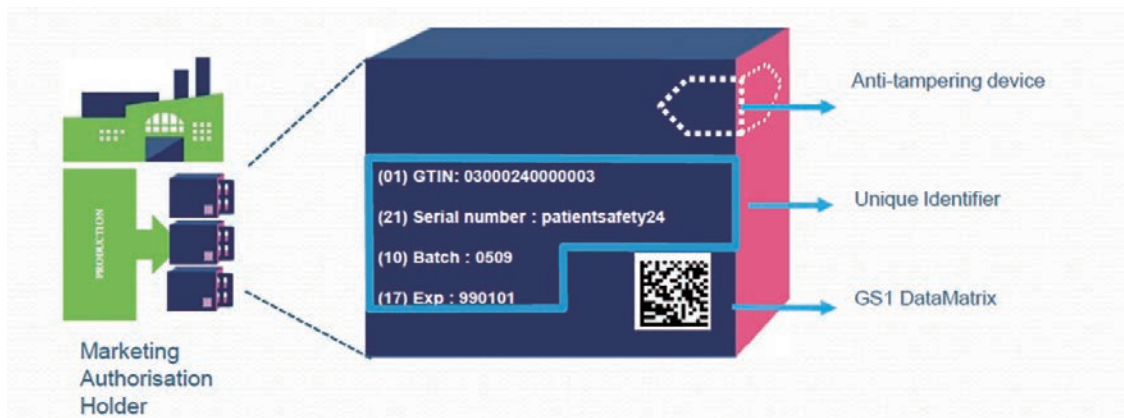 PRODUCTION
Marketing
Authorisation
Holder
(01) GTIN: 03000240000003
(21) Serial number : patientsafety24
(10) Batch : 0509
(17) Exp : 990101
Anti-tampering device
Unique Identifier
GS1 DataMatrix